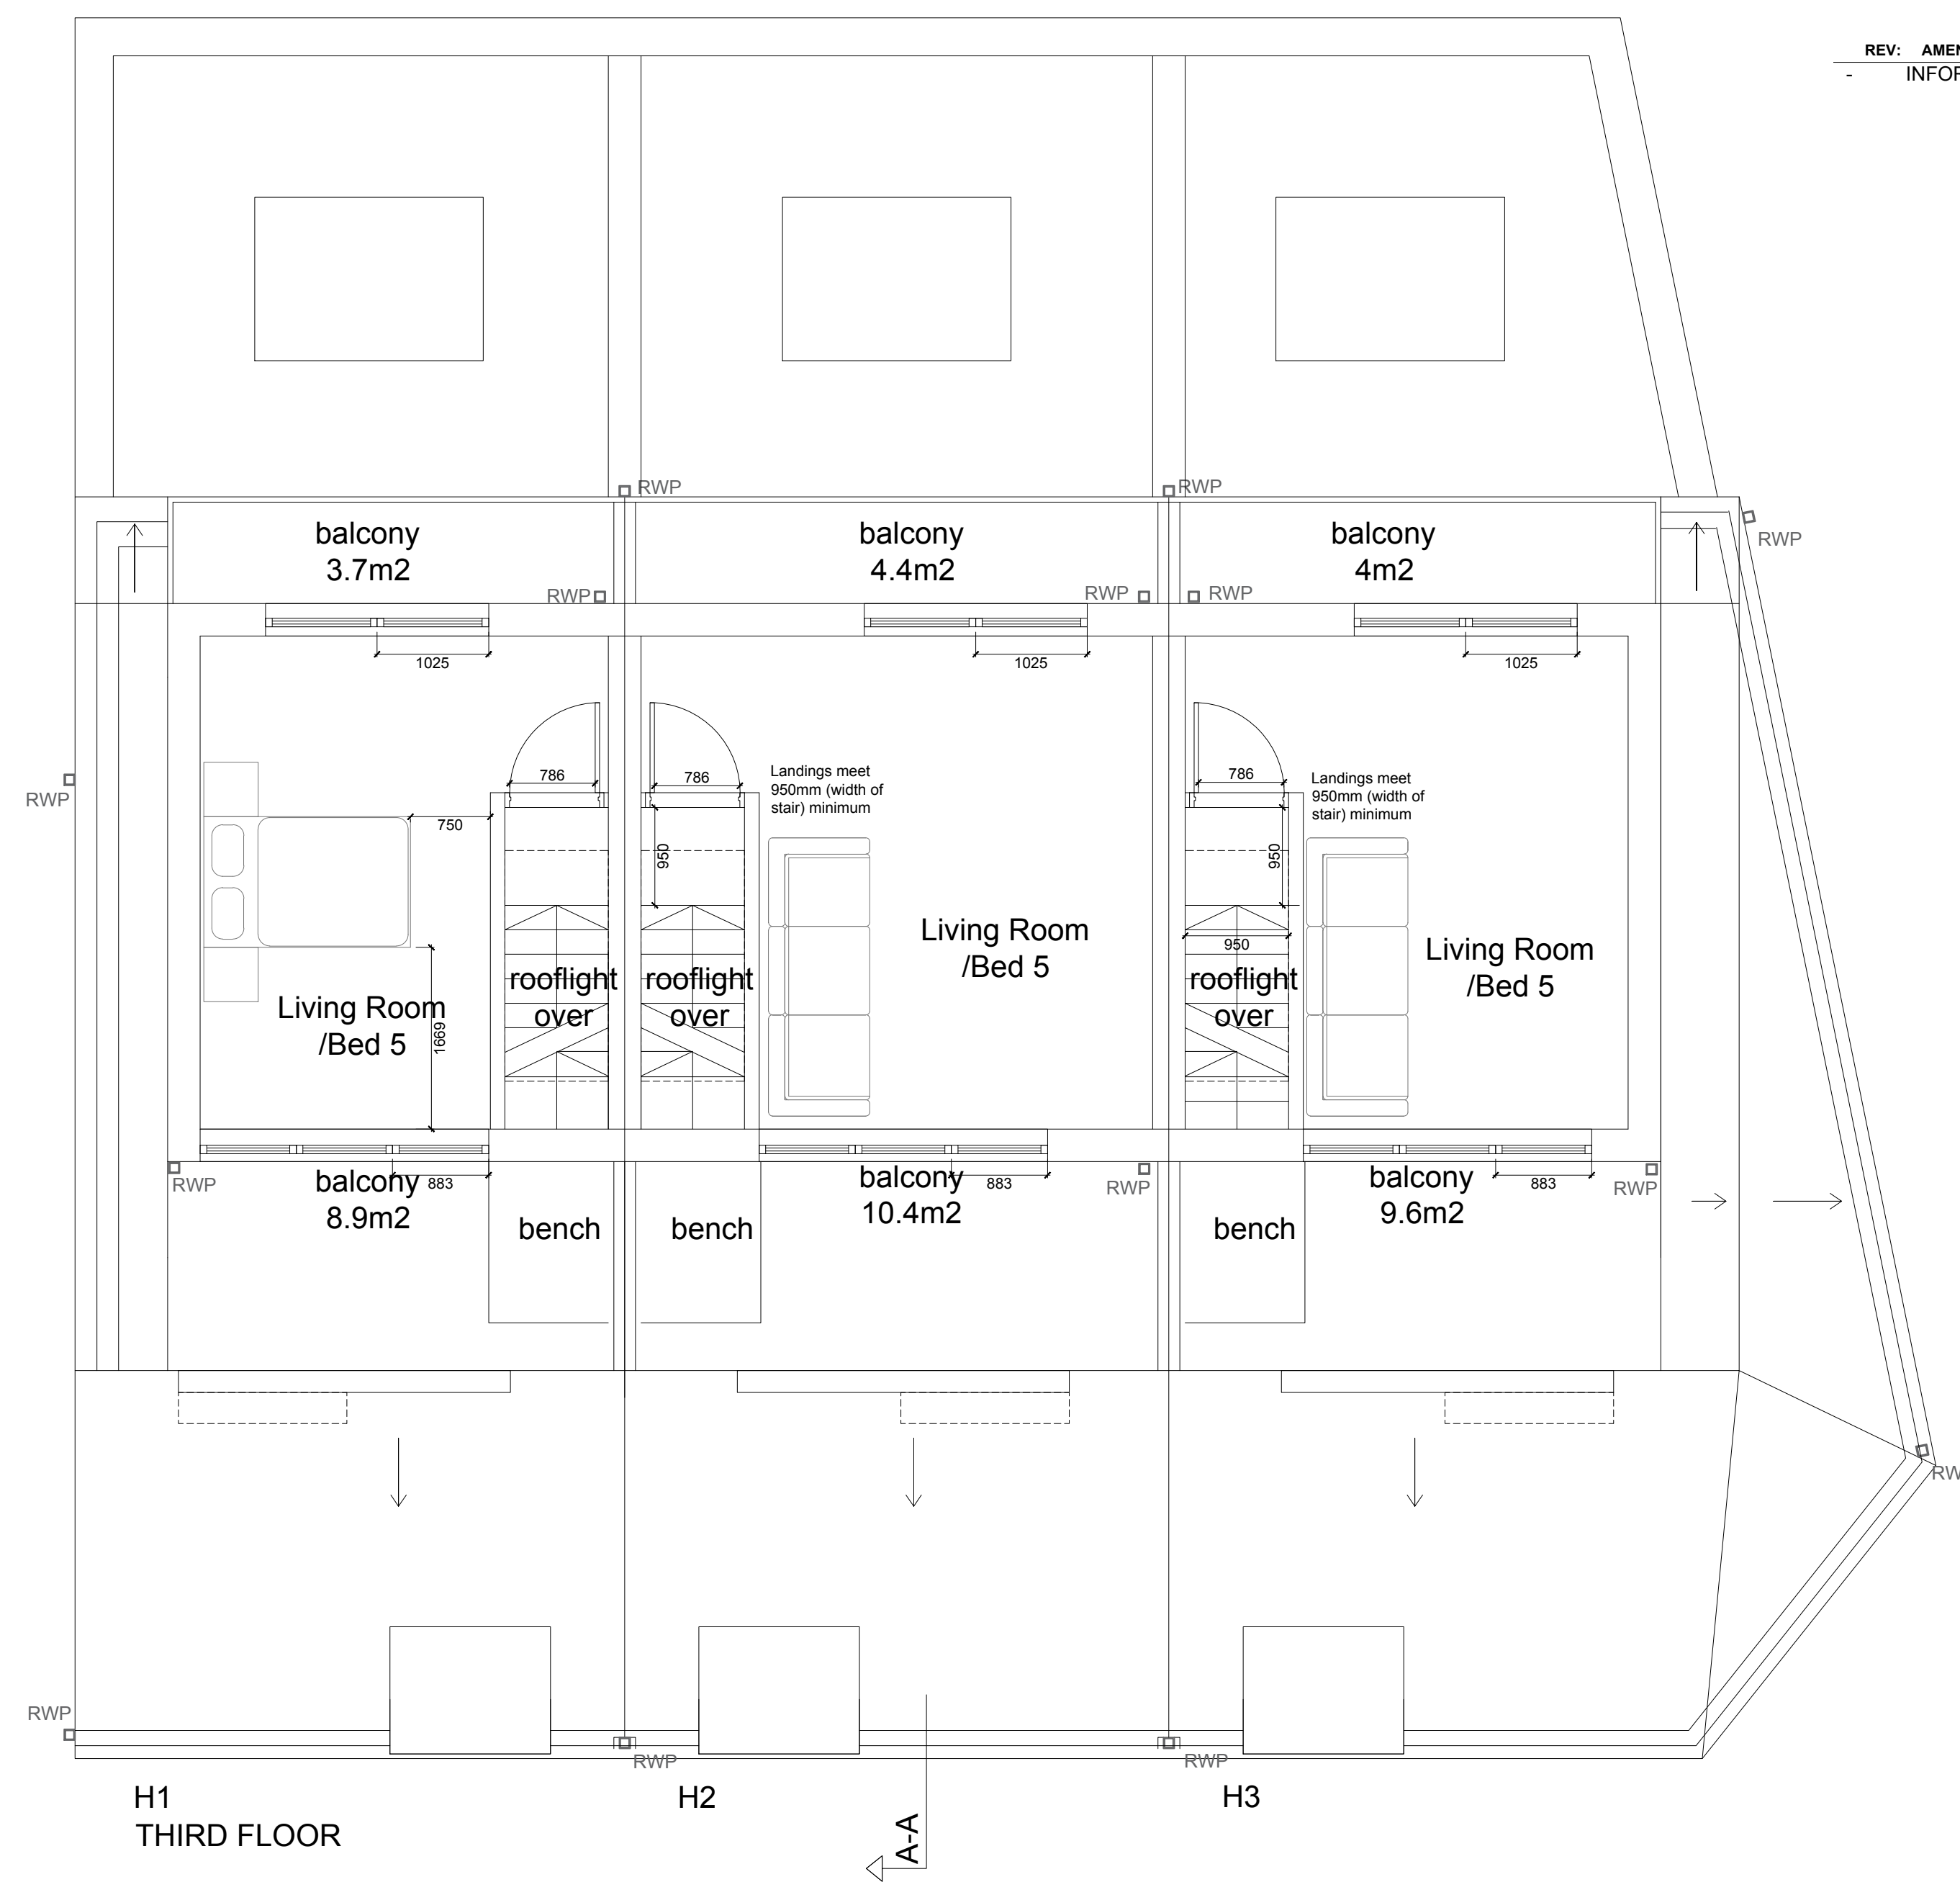 REV: AMEN
- INFOR
RWP
RWP
balcony
3.7m2
balcony
4.4m2
balcony
4m2
RWP
RWP
RWP
RWP
1025
1025
1025
786
786
786
Landings meet
950mm (width of
stair) minimum
Landings meet
950mm (width of
stair) minimum
RWP
750
950
950
Living Room
/Bed 5
Living Room
/Bed 5
950
rooflight
over
rooflight
over
rooflight
over
Living Room
/Bed 5
1669
RWP
balcony
8.9m2
883
balcony
10.4m2
883
RWP
balcony
9.6m2
883
RWP
bench
bench
bench
RW
RWP
RWP
RWP
H1
H2
H3
THIRD FLOOR
A-A